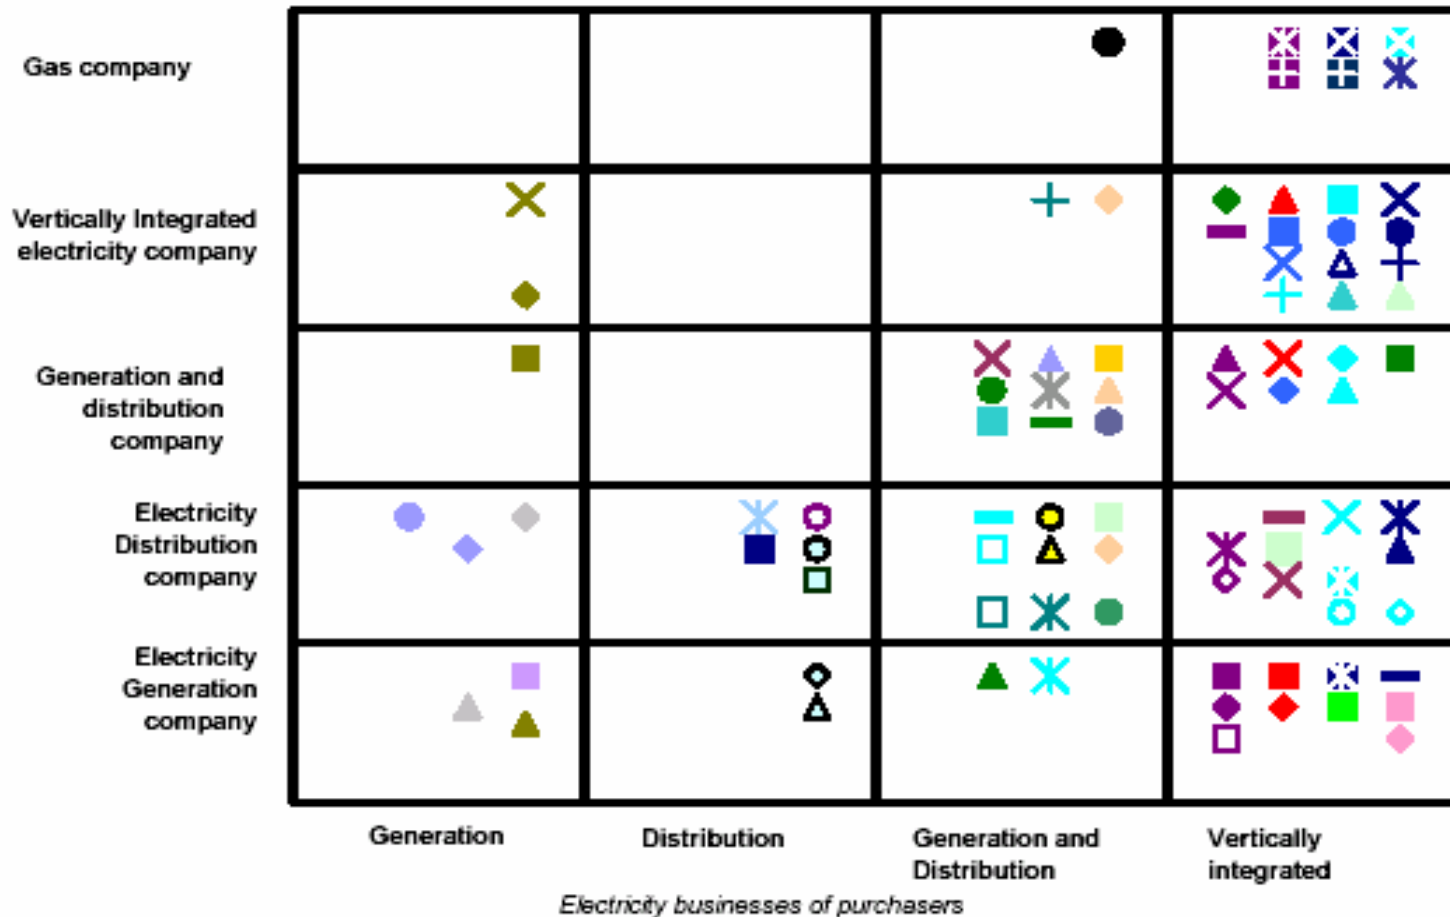 Gas company
Vertically Integrated
electricity company
Generation and
distribution
company
Electricity
Distribution
company
Electricity
Generation
company
Generation
Distribution
Generation and
Distribution
Vertically
integrated
Electricity businesses of purchasers